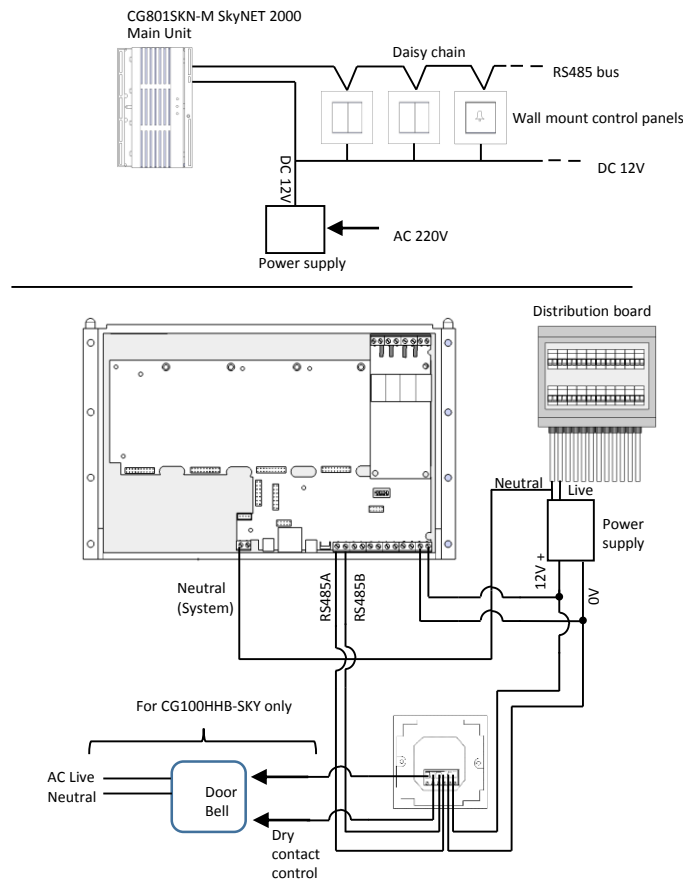 CG801SKN-M SkyNET 2000
Main Unit
Daisy chain
RS485 bus
Wall mount control panels
DC 12V
DC 12V
AC 220V
Power supply
Distribution board
Neutral
Live
Power
supply
12V +
0V
Neutral
(System)
RS485A
RS485B
For CG100HHB-SKY only
AC Live
Neutral
Door
Bell
Dry
contact
control